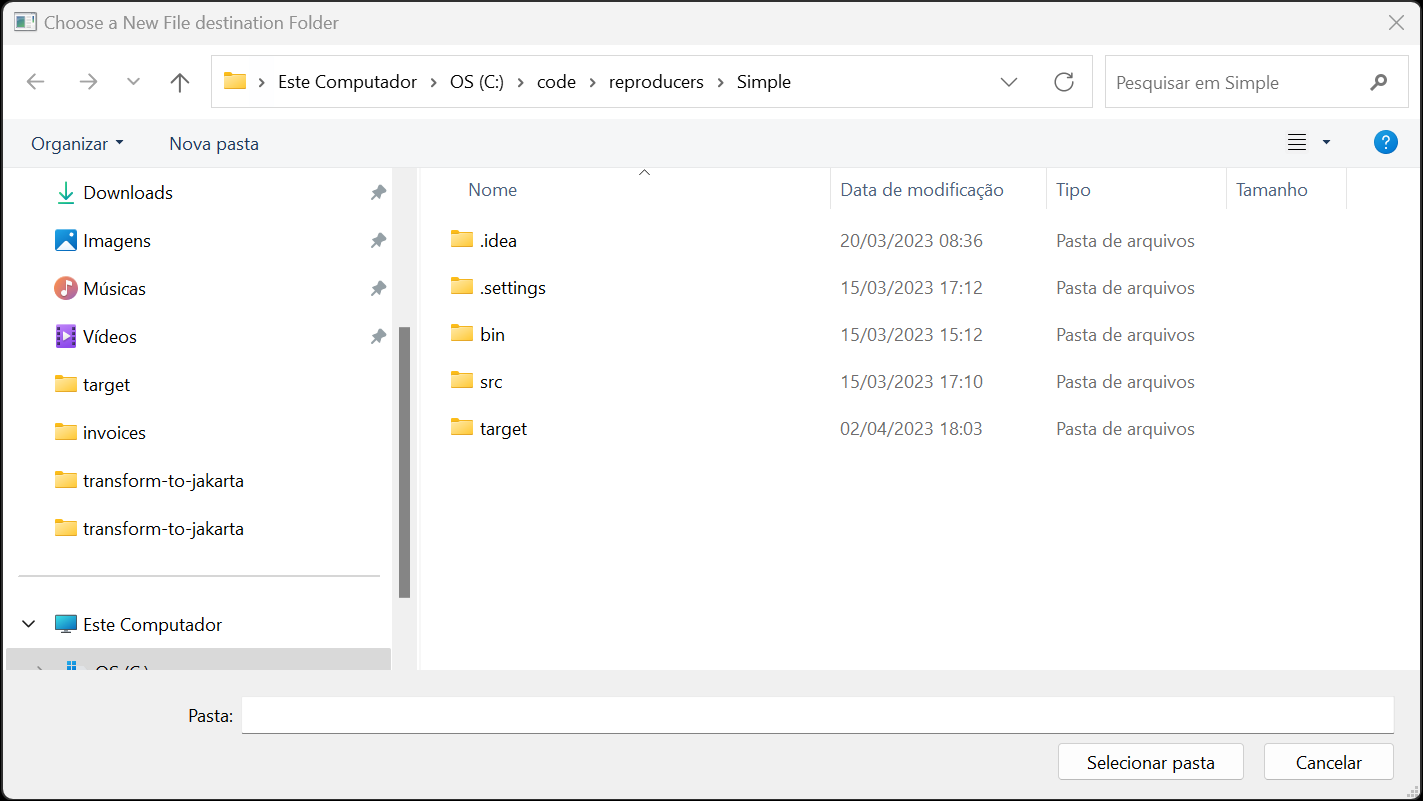 Choose a New File destination Folder
Este Computador > OS (C:) > code > reproducers > Simple
Pesquisar em Simple
Organizar
Nova pasta
?
Downloads
Imagens
Músicas
Vídeos
target
invoices
transform-to-jakarta
transform-to-jakarta
Este Computador
OS (C:)
Nome Data de modificação Tipo Tamanho
.idea 20/03/2023 08:36 Pasta de arquivos
.settings 15/03/2023 17:12 Pasta de arquivos
bin 15/03/2023 15:12 Pasta de arquivos
src 15/03/2023 17:10 Pasta de arquivos
target 02/04/2023 18:03 Pasta de arquivos
Pasta:
Selecionar pasta
Cancelar